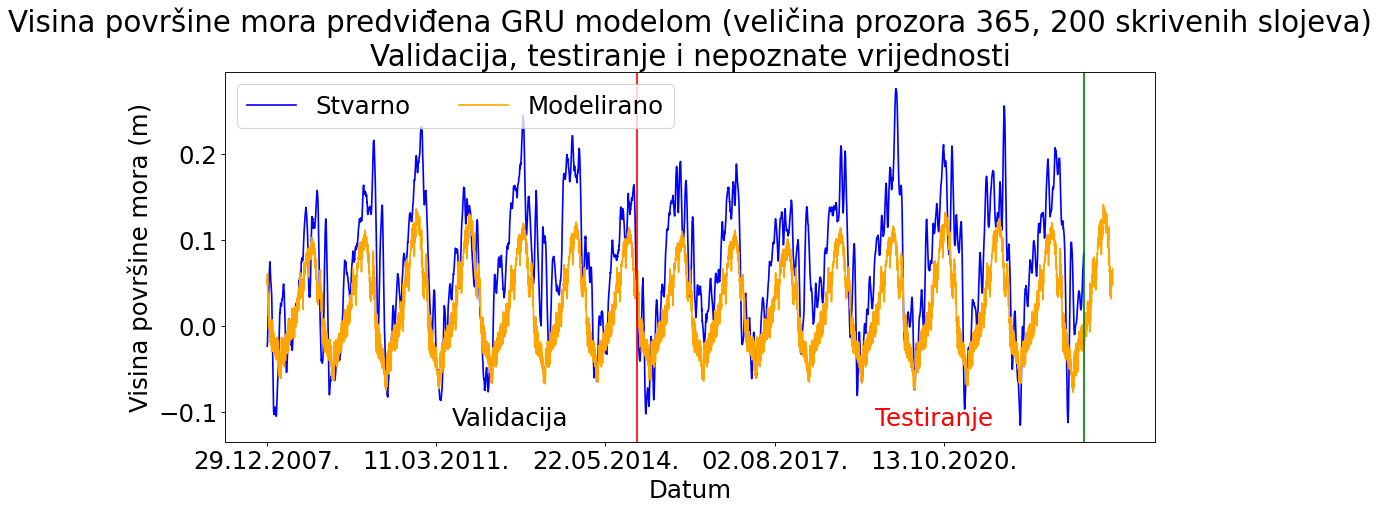 Visina površine mora predviđena GRU modelom (veličina prozora 365, 200 skrivenih slojeva)
Validacija, testiranje i nepoznate vrijednosti
Stvarno Modelirano
Visina površine mora (m)
0.2
0.1
0.0
−0.1
Validacija Testiranje
29.12.2007. 11.03.2011. 22.05.2014. 02.08.2017. 13.10.2020.
Datum